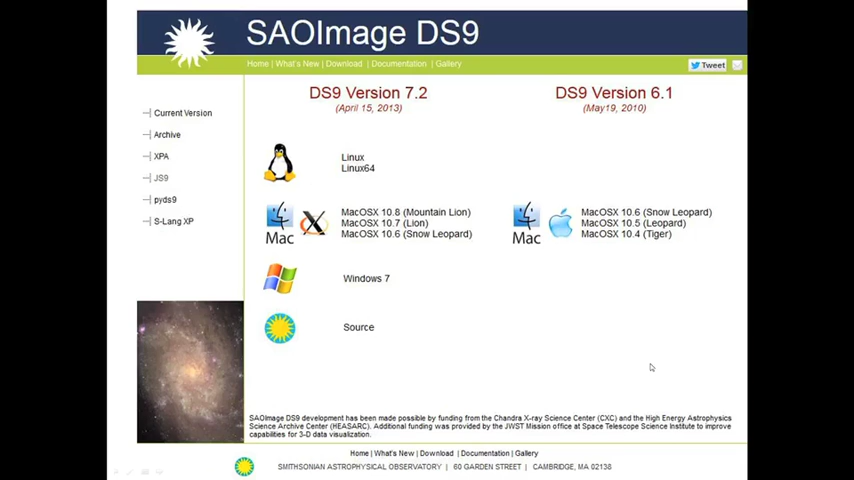 SAOImage DS9
Home | What's New | Download | Documentation | Gallery
Tweet
Current Version
Archive
XPA
JS9
pyds9
S-Lang XP
DS9 Version 7.2
(April 15, 2013)
Linux
Linux64
Mac
MacOSX 10.8 (Mountain Lion)
MacOSX 10.7 (Lion)
MacOSX 10.6 (Snow Leopard)
Windows 7
Source
DS9 Version 6.1
(May19, 2010)
Mac
MacOSX 10.6 (Snow Leopard)
MacOSX 10.5 (Leopard)
MacOSX 10.4 (Tiger)
SAOImage DS9 development has been made possible by funding from the Chandra X-ray Science Center (CXC) and the High Energy Astrophysics
Science Archive Center (HEASARC). Additional funding was provided by the JWST Mission office at Space Telescope Science Institute to improve
capabilities for 3-D data visualization.
Home | What's New | Download | Documentation | Gallery
SMITHSONIAN ASTROPHYSICAL OBSERVATORY | 60 GARDEN STREET | CAMBRIDGE, MA 02138